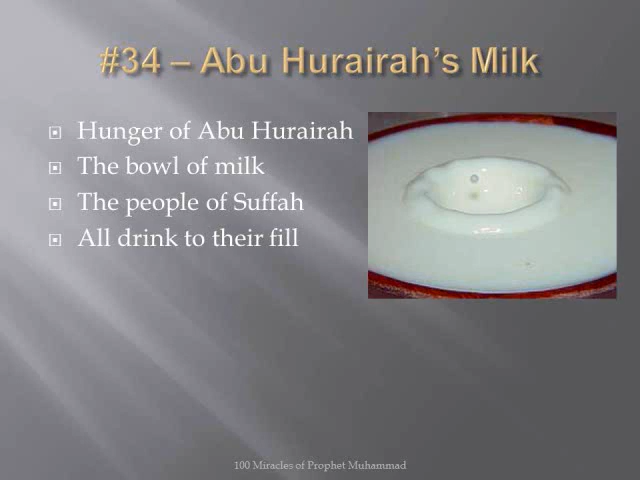 #34 – Abu Hurairah's Milk
Hunger of Abu Hurairah
The bowl of milk
The people of Suffah
All drink to their fill
100 Miracles of Prophet Muhammad